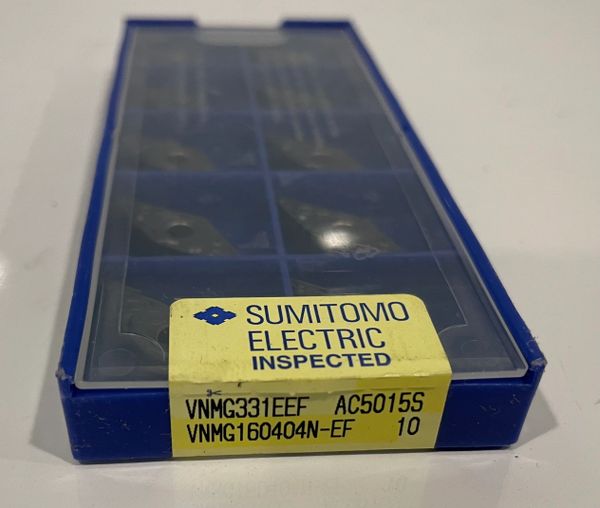 SUMITOMO
ELECTRIC
INSPECTED
VNMG331EEF AC5015S
VNMG160404N-EF 10